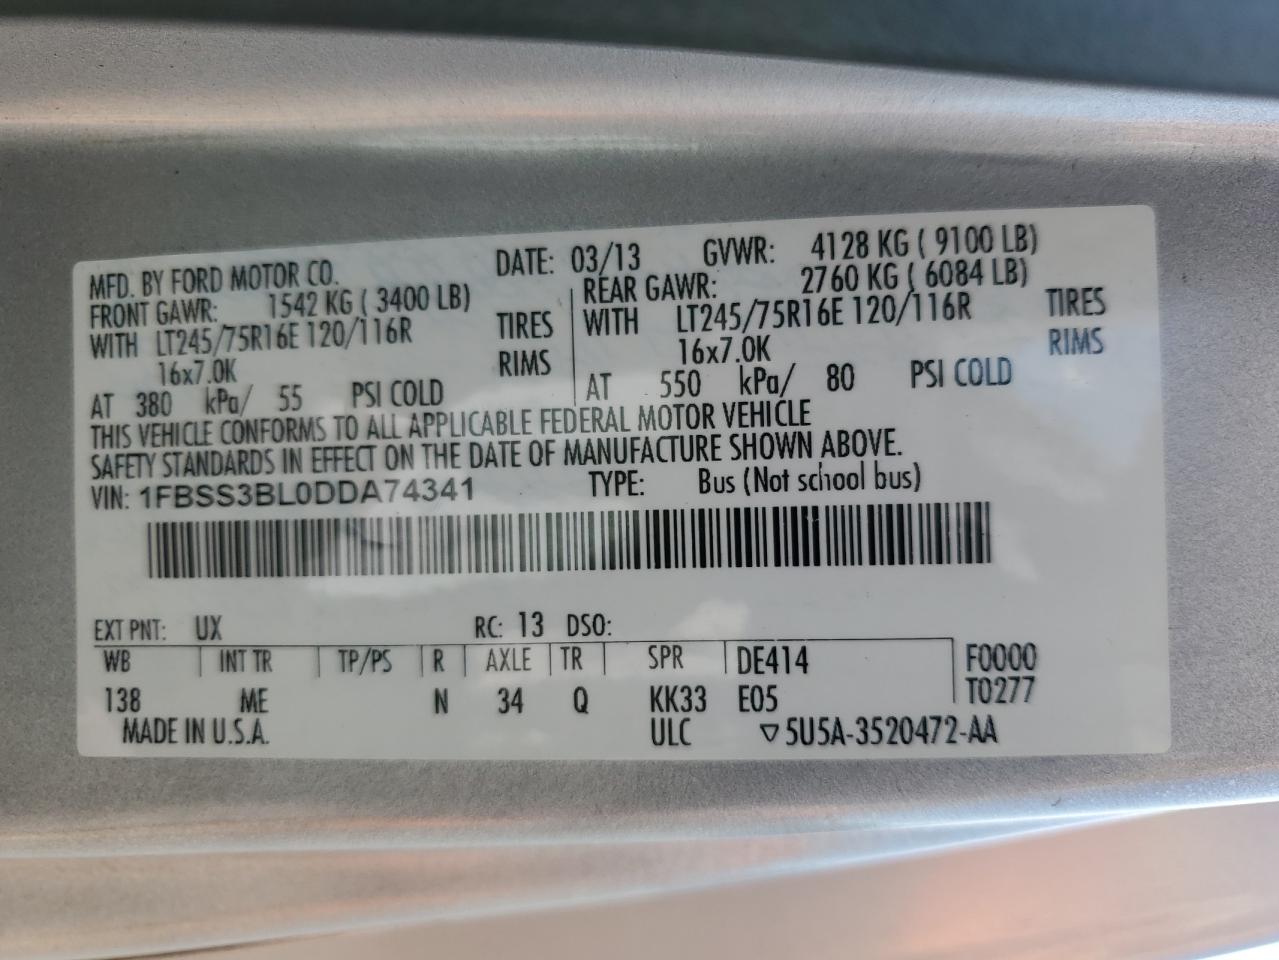 MFD. BY FORD MOTOR CO. DATE: 03/13 GVWR: 4128 KG ( 9100 LB)
FRONT GAWR: 1542 KG ( 3400 LB) REAR GAWR: 2760 KG ( 6084 LB)
WITH LT245/75R16E 120/116R TIRES WITH LT245/75R16E 120/116R TIRES
16x7.0K RIMS 16x7.0K RIMS
AT 380 kPa/ 55 PSI COLD AT 550 kPa/ 80 PSI COLD
THIS VEHICLE CONFORMS TO ALL APPLICABLE FEDERAL MOTOR VEHICLE
SAFETY STANDARDS IN EFFECT ON THE DATE OF MANUFACTURE SHOWN ABOVE.
VIN: 1FBSS3BL0DDA74341 TYPE: Bus (Not school bus)
EXT PNT: UX RC: 13 DSO:
WB INT TR TP/PS R AXLE TR SPR DE414 F0000
138 ME N 34 Q KK33 E05 T0277
MADE IN U.S.A. ULC ▽5U5A-3520472-AA